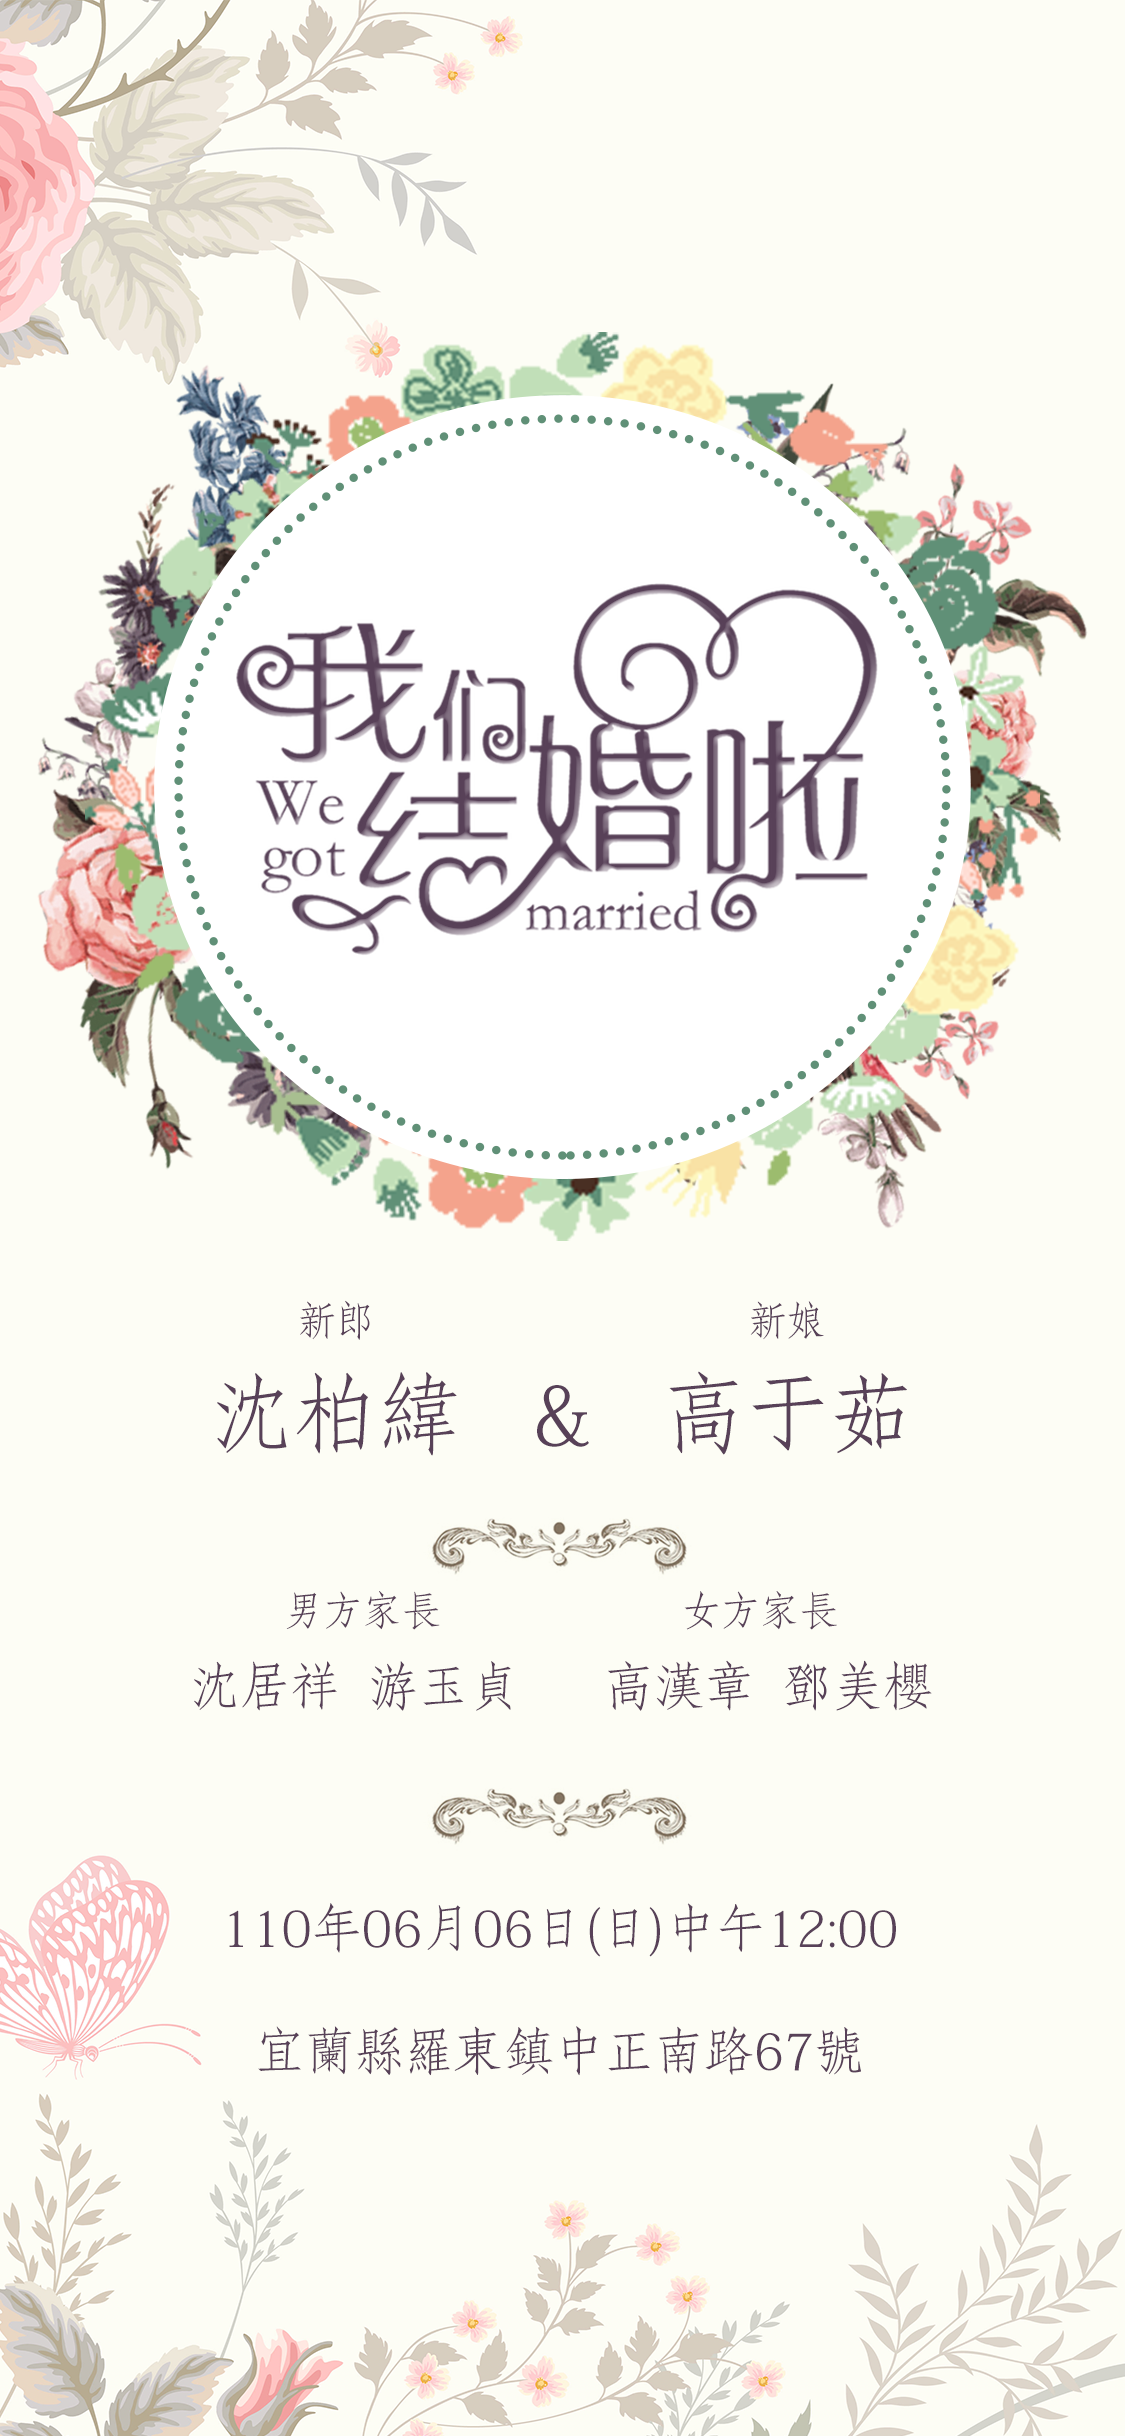 我们
结婚啦
We
got
married
新郎 新娘
沈柏緯 & 高于茹
男方家長 女方家長
沈居祥 游玉貞 高漢章 鄧美櫻
110年06月06日(日)中午12:00
宜蘭縣羅東鎮中正南路67號